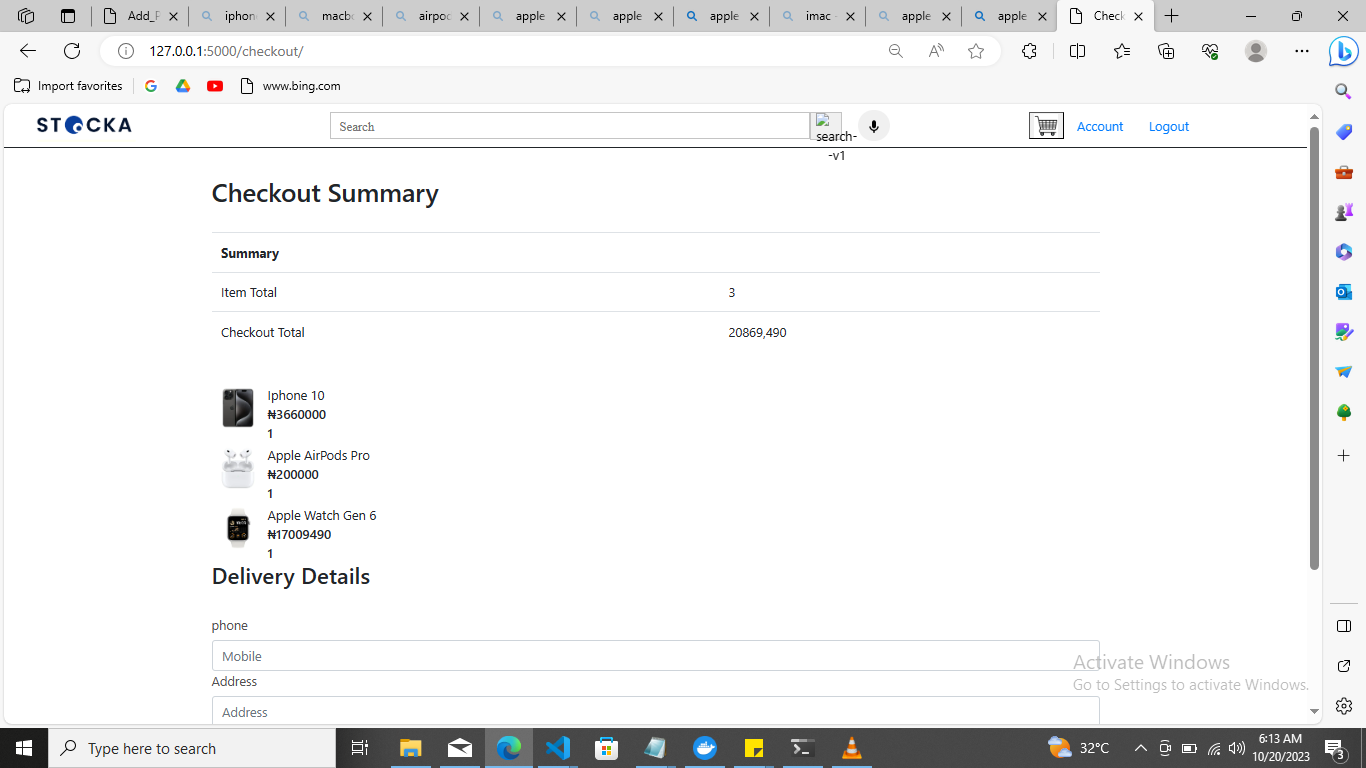 Add_P
iphon
macbo
airpod
apple
apple
apple
imac
apple
apple
Check
127.0.0.1:5000/checkout/
Import favorites
www.bing.com
STOCKA
Search
search-
-v1
Account
Logout
Checkout Summary
Summary
Item Total 3
Checkout Total 20869,490
Iphone 10
₦3660000
1
Apple AirPods Pro
₦200000
1
Apple Watch Gen 6
₦17009490
1
Delivery Details
phone
Mobile
Address
Address
Activate Windows
Go to Settings to activate Windows.
Type here to search
32°C
6:13 AM
10/20/2023
3